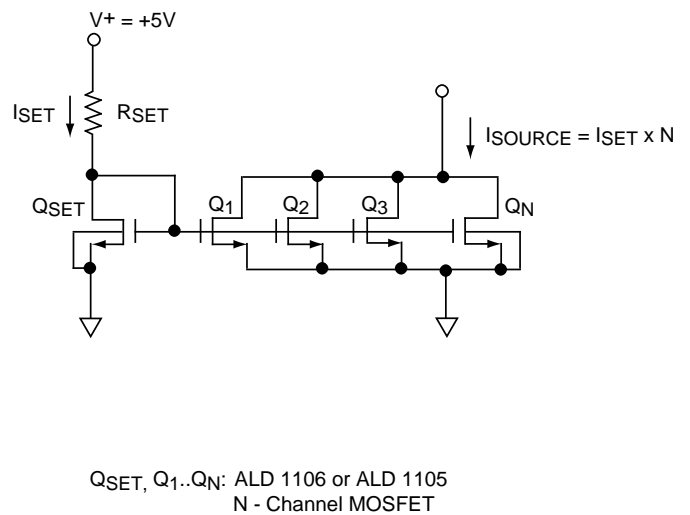 V+ = +5V
ISET
RSET
ISOURCE = ISET x N
QSET
Q1
Q2
Q3
QN
QSET, Q1..QN: ALD 1106 or ALD 1105
N - Channel MOSFET